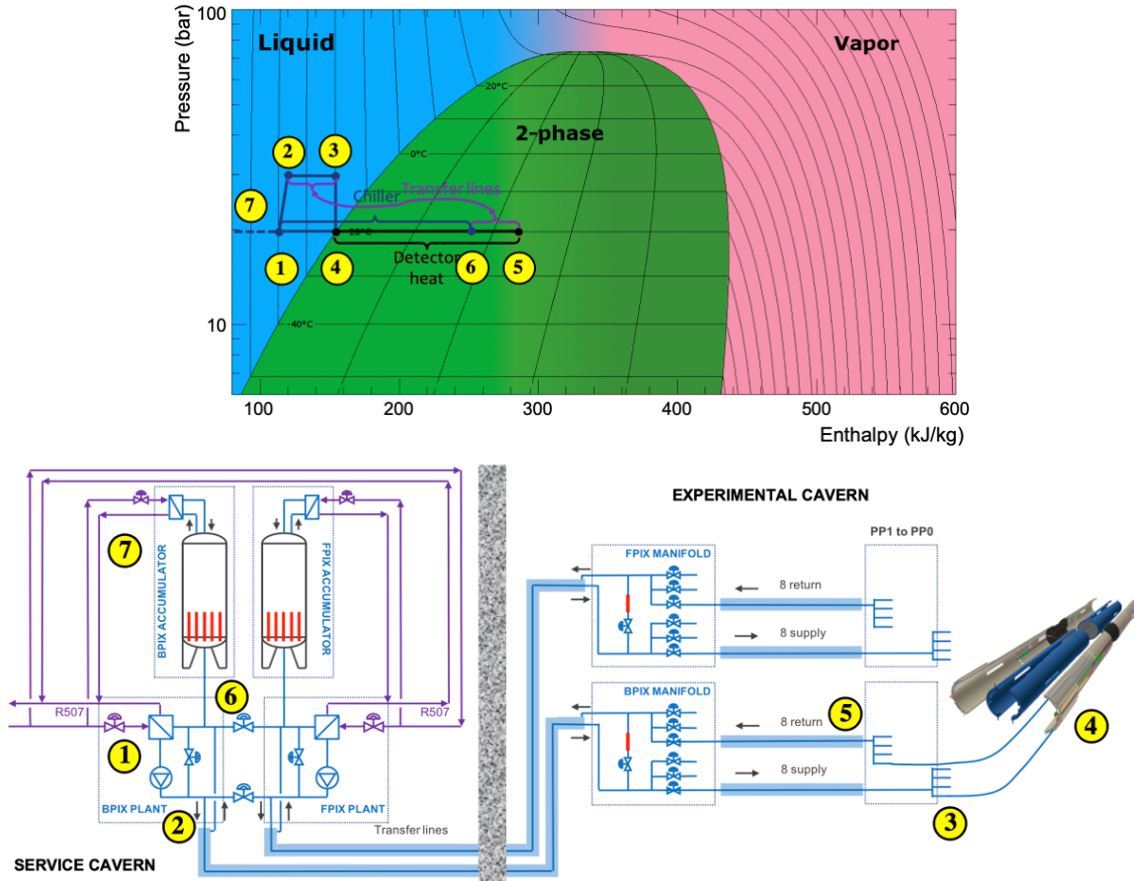 100
Pressure (bar)
Liquid
Vapor
20°C
2-phase
0°C
2
3
7
Transfer lines
Chiller
-20°C
Detector
heat
1
4
6
5
10
-40°C
100
200
300
400
500
600
Enthalpy (kJ/kg)
EXPERIMENTAL CAVERN
PP1 to PP0
7
BPIX ACCUMULATOR
FPIX ACCUMULATOR
FPIX MANIFOLD
8 return
8 supply
6
R507
R507
1
BPIX MANIFOLD
8 return
5
8 supply
4
BPIX PLANT
FPIX PLANT
2
3
Transfer lines
SERVICE CAVERN